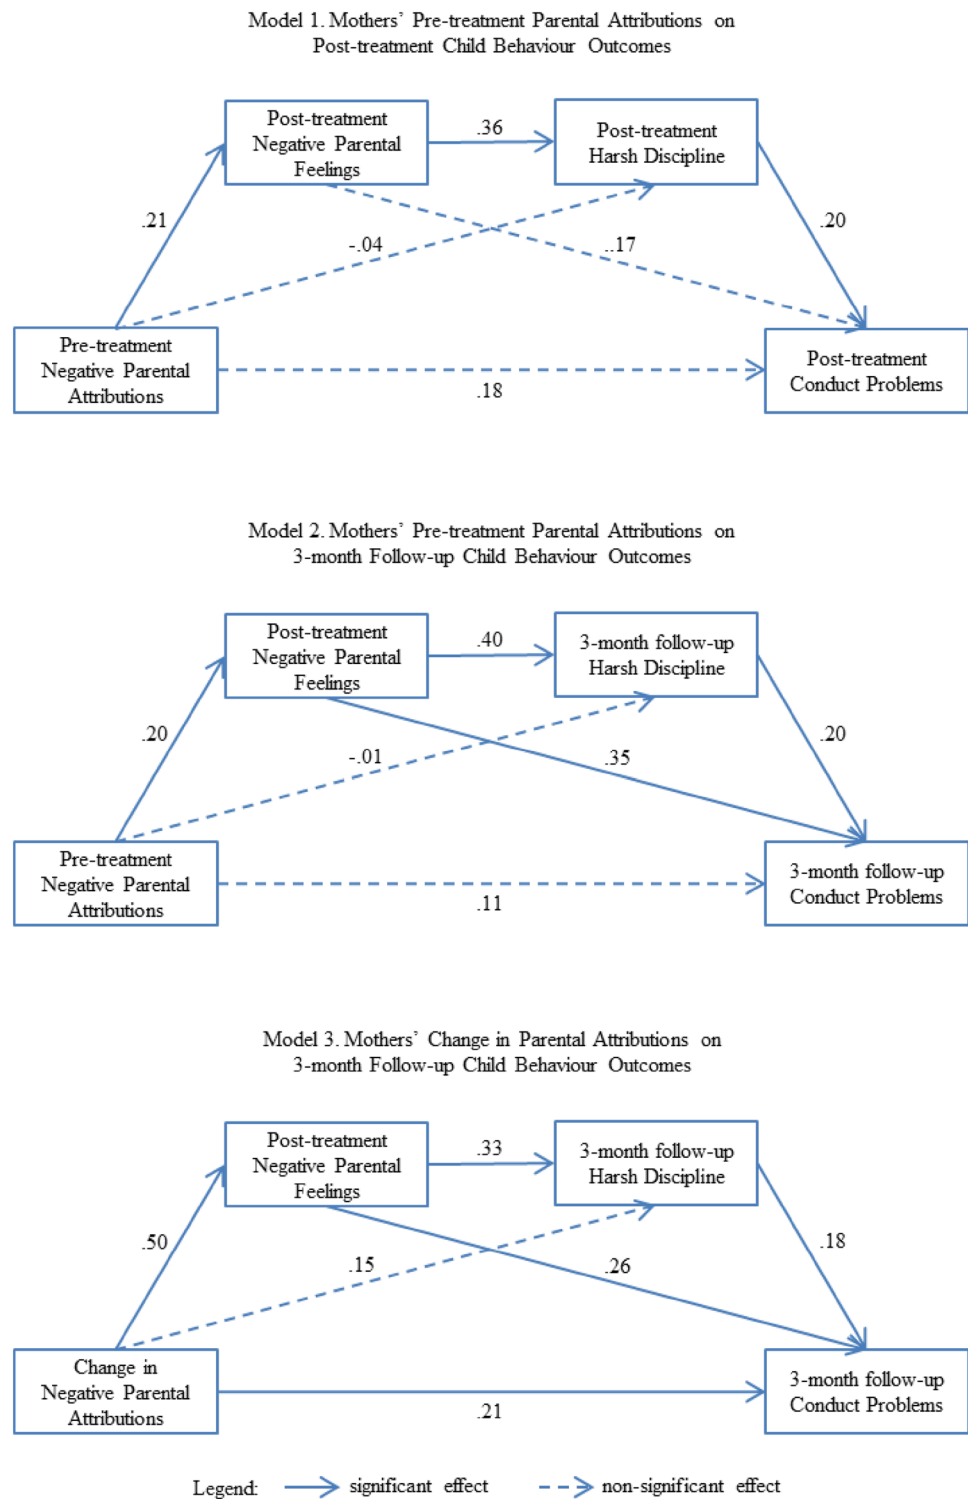 Model 1. Mothers’ Pre-treatment Parental Attributions on
Post-treatment Child Behaviour Outcomes
Post-treatment
Negative Parental
Feelings
.36
Post-treatment
Harsh Discipline
.21
-.04
..17
.20
Pre-treatment
Negative Parental
Attributions
.18
Post-treatment
Conduct Problems
Model 2. Mothers’ Pre-treatment Parental Attributions on
3-month Follow-up Child Behaviour Outcomes
Post-treatment
Negative Parental
Feelings
.40
3-month follow-up
Harsh Discipline
.20
-.01
.35
.20
Pre-treatment
Negative Parental
Attributions
.11
3-month follow-up
Conduct Problems
Model 3. Mothers’ Change in Parental Attributions on
3-month Follow-up Child Behaviour Outcomes
Post-treatment
Negative Parental
Feelings
.33
3-month follow-up
Harsh Discipline
.50
.15
.26
.18
Change in
Negative Parental
Attributions
.21
3-month follow-up
Conduct Problems
Legend: significant effect non-significant effect